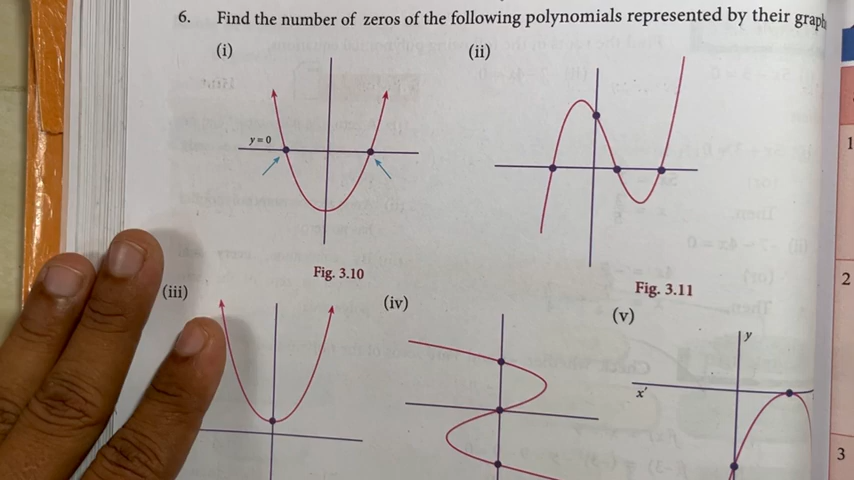 6. Find the number of zeros of the following polynomials represented by their graph
(i)
(ii)
y = 0
Fig. 3.10
Fig. 3.11
(iii)
(iv)
(v)
y
x'
1
2
3